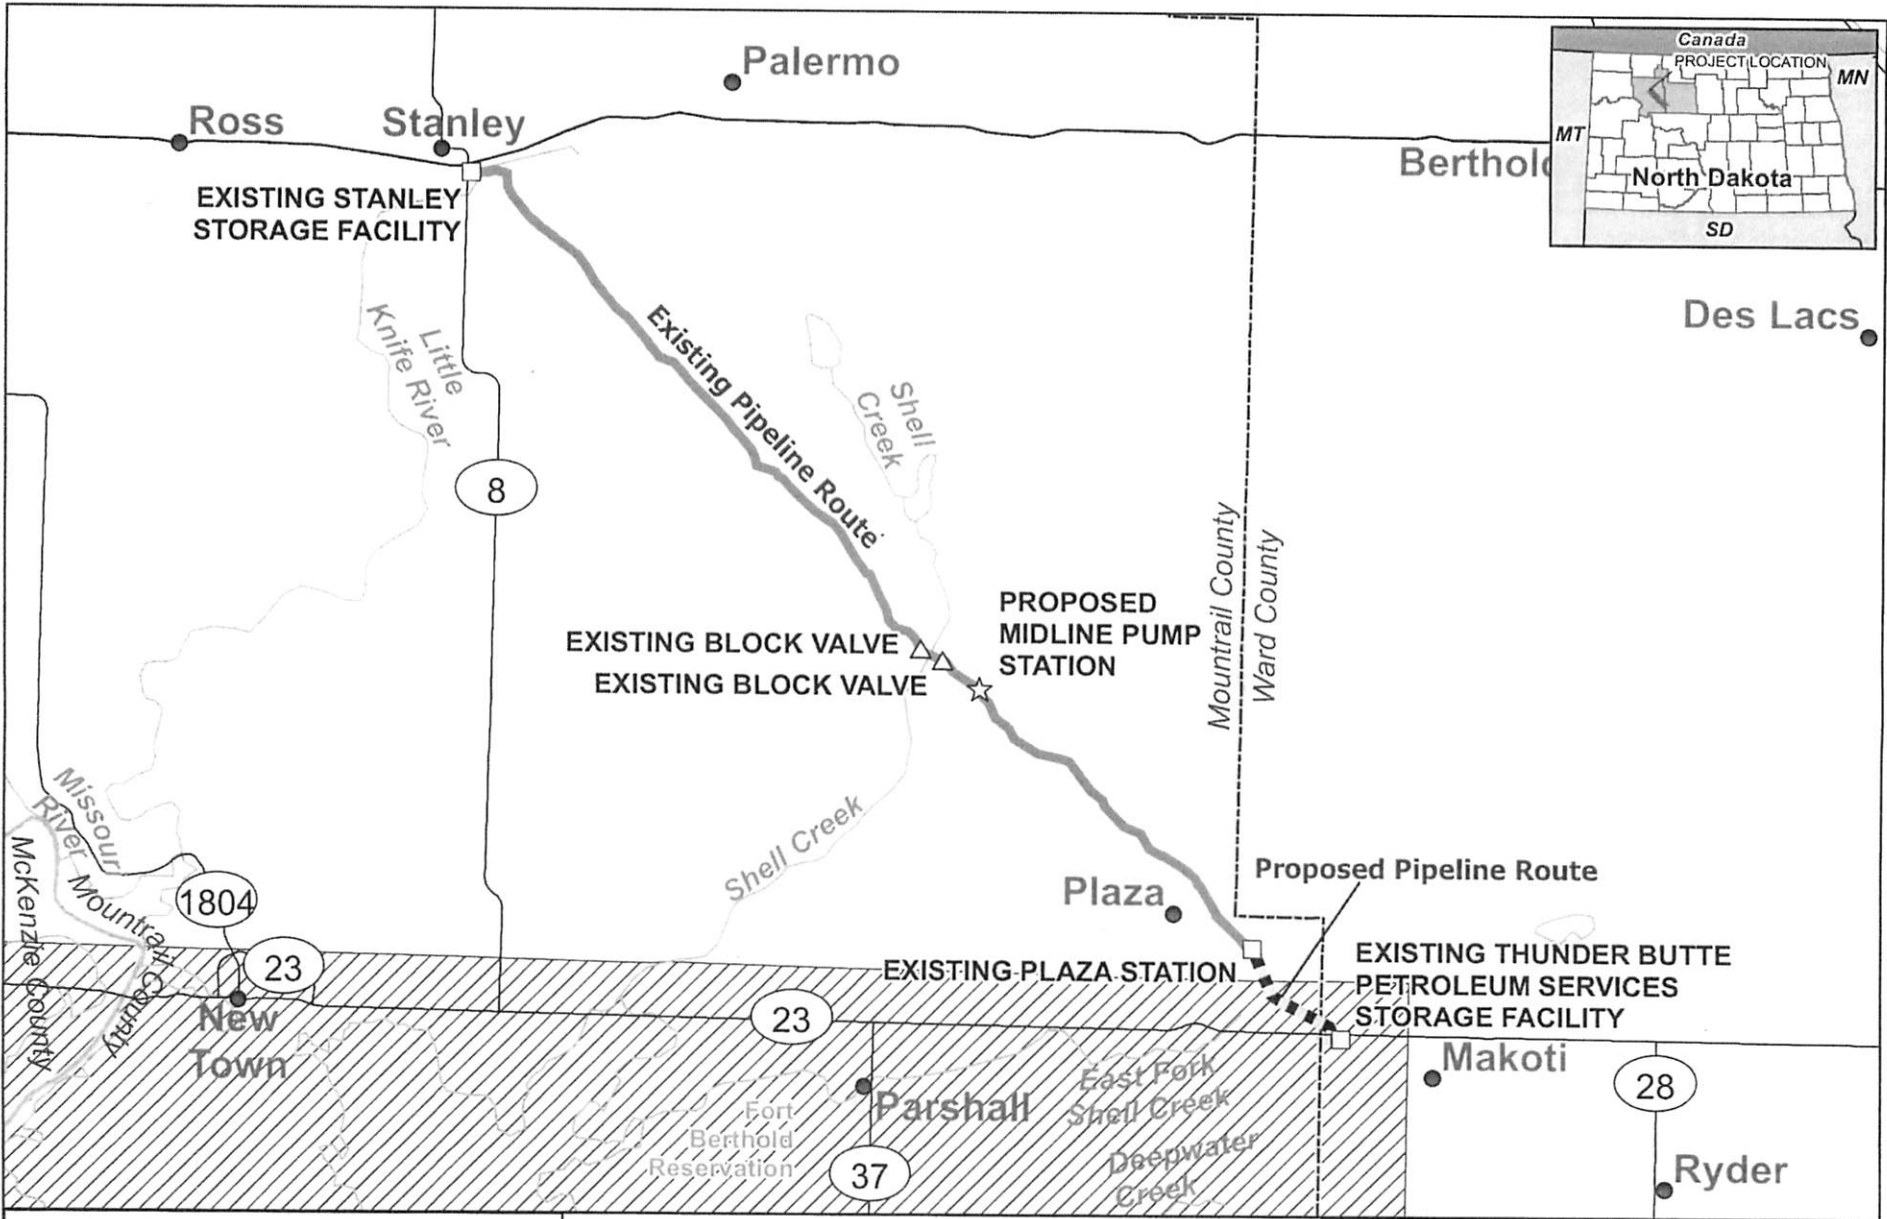 Palermo
Ross
Stanley
Berthold
Canada
PROJECT LOCATION
MN
MT
North Dakota
SD
EXISTING STANLEY
STORAGE FACILITY
Des Lacs
Little
Knife River
Existing Pipeline Route
Shell
Creek
8
Mountrail County
Ward County
PROPOSED
MIDLINE PUMP
STATION
EXISTING BLOCK VALVE
EXISTING BLOCK VALVE
Missouri
River
McKenzie County
Mountrail County
1804
Shell Creek
Plaza
Proposed Pipeline Route
23
EXISTING PLAZA STATION
EXISTING THUNDER BUTTE
PETROLEUM SERVICES
STORAGE FACILITY
New
Town
23
Makoti
Parshall
East Fork
Shell Creek
Fort
Berthold
Reservation
Deepwater
Creek
37
28
Ryder